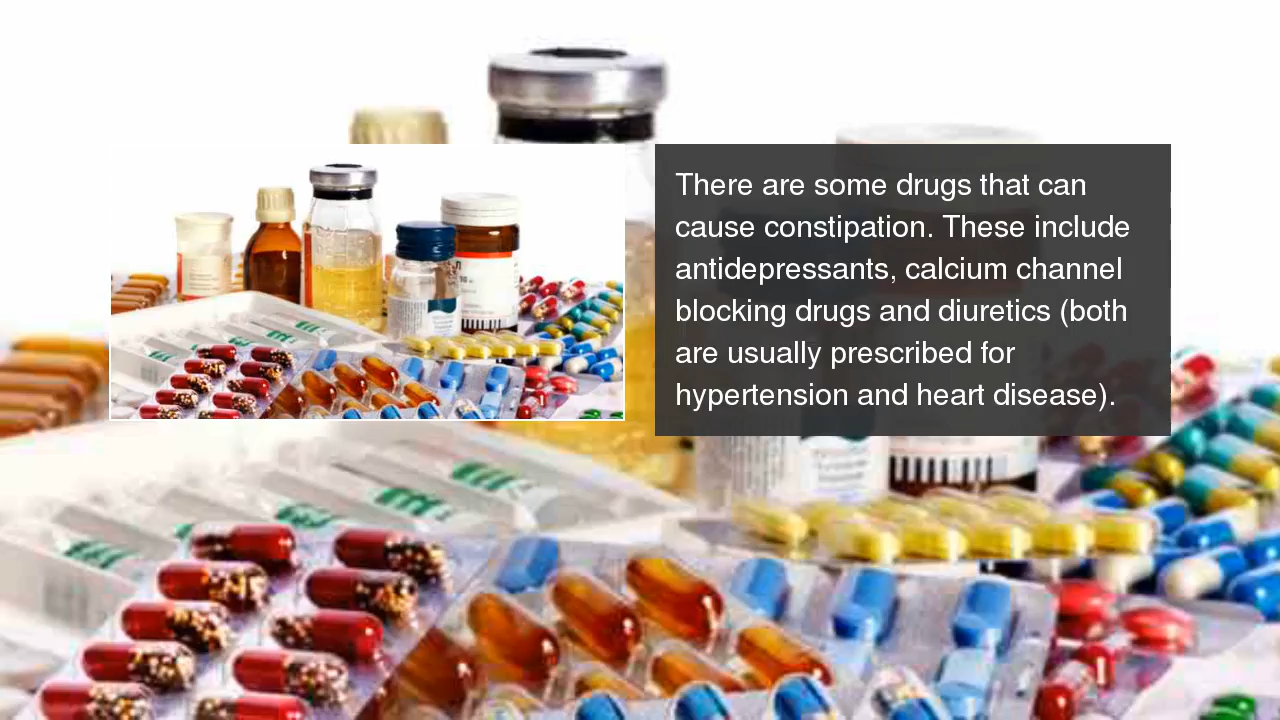 There are some drugs that can
cause constipation. These include
antidepressants, calcium channel
blocking drugs and diuretics (both
are usually prescribed for
hypertension and heart disease).